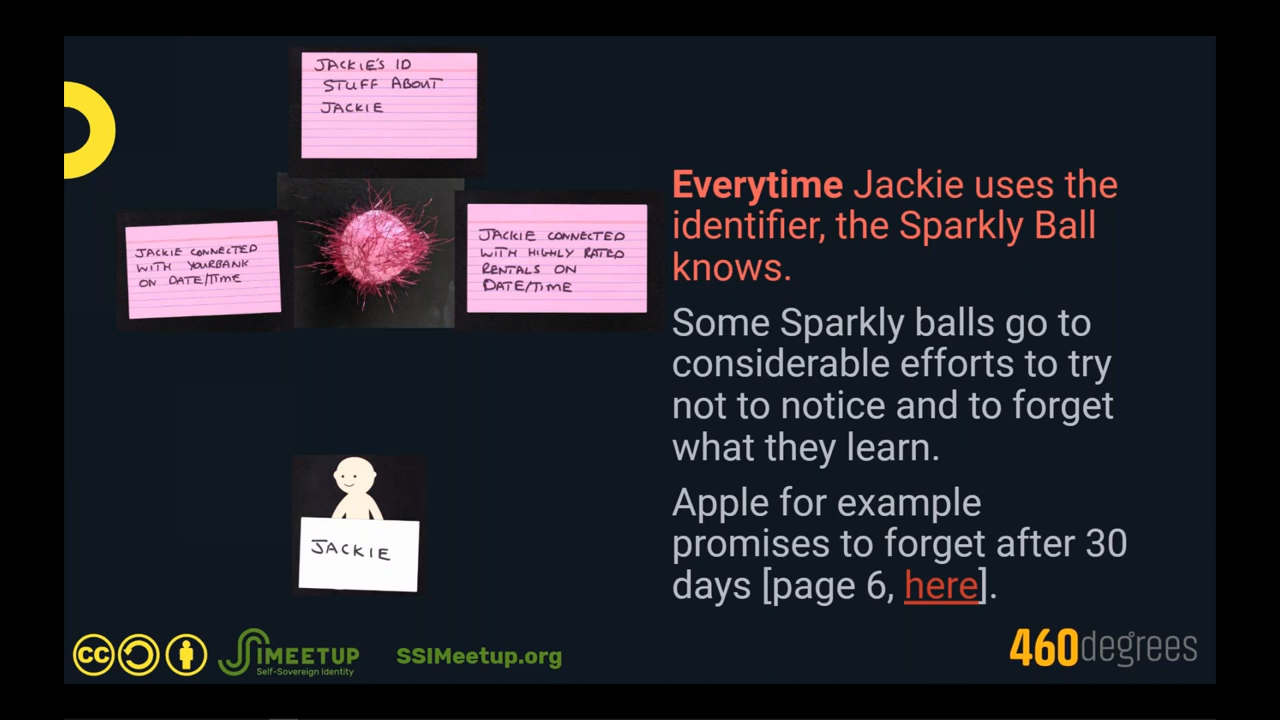 JACKIE'S ID
STUFF ABOUT
JACKIE
JACKIE CONNECTED
WITH YOURBANK
ON DATE/TIME
JACKIE CONNECTED
WITH HIGHLY RATED
RENTALS ON
DATE/TIME
JACKIE
Everytime Jackie uses the
identifier, the Sparkly Ball
knows.
Some Sparkly balls go to
considerable efforts to try
not to notice and to forget
what they learn.
Apple for example
promises to forget after 30
days [page 6, here].
cc
SSIMEETUP
Self-Sovereign Identity
SSIMeetup.org
460degrees